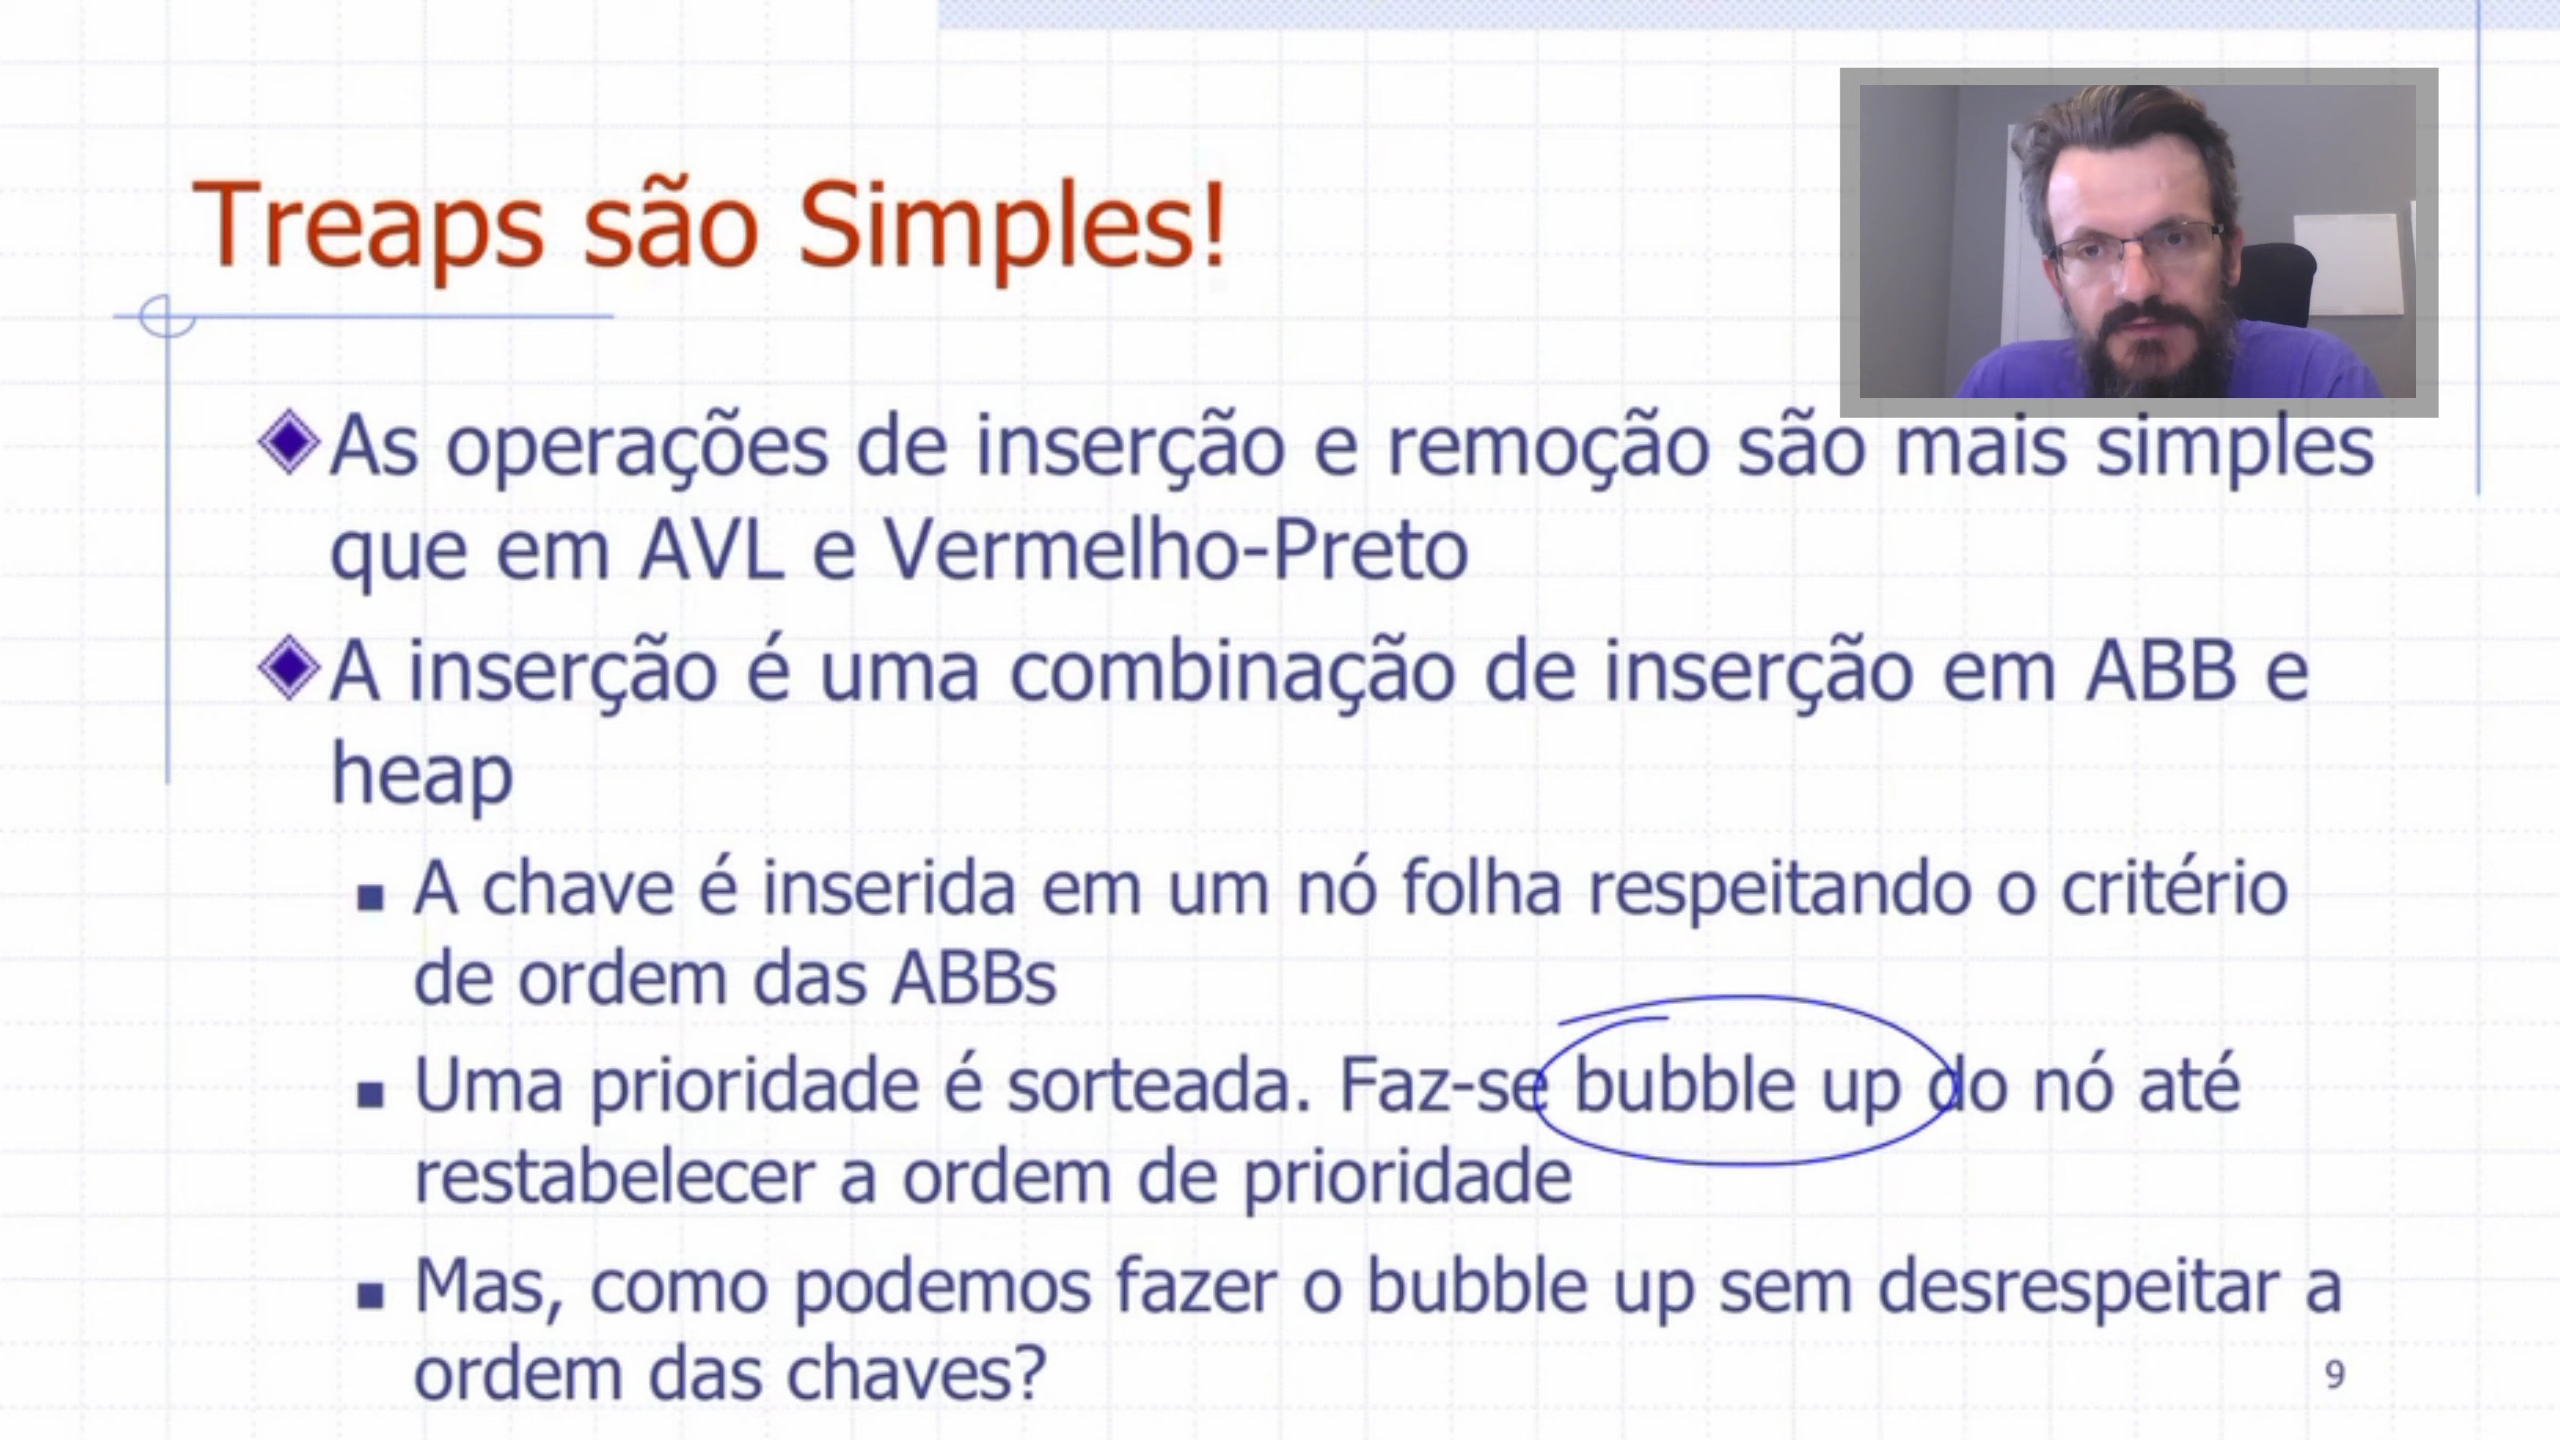 Treaps são Simples!
As operações de inserção e remoção são mais simples
que em AVL e Vermelho-Preto
A inserção é uma combinação de inserção em ABB e
heap
A chave é inserida em um nó folha respeitando o critério
de ordem das ABBs
Uma prioridade é sorteada. Faz-se bubble up do nó até
restabelecer a ordem de prioridade
Mas, como podemos fazer o bubble up sem desrespeitar a
ordem das chaves?
9